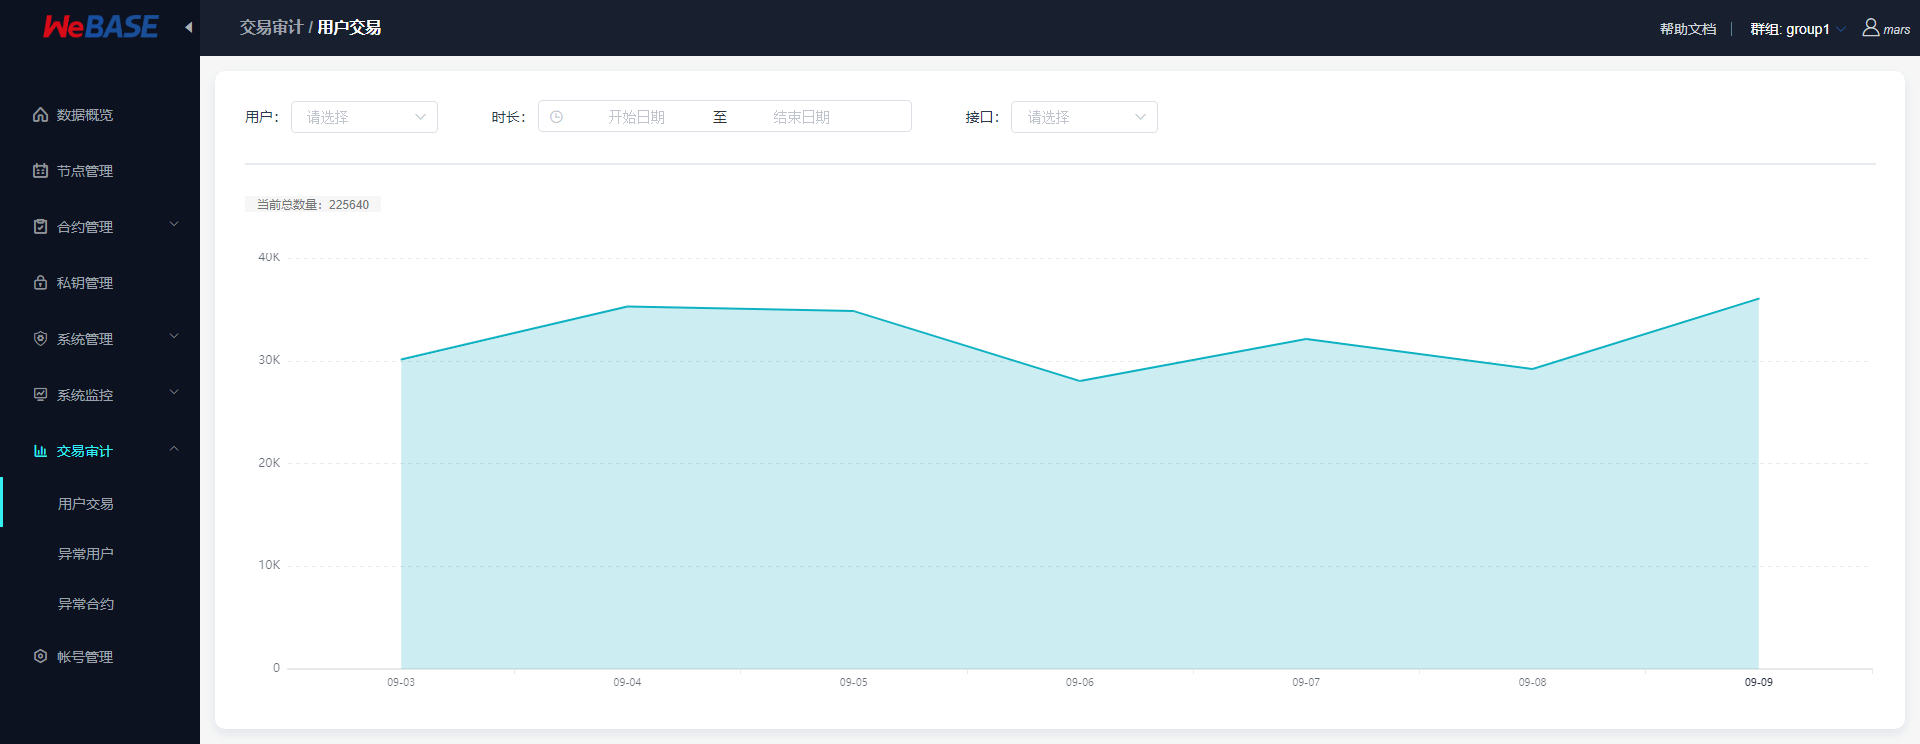 WeBASE
交易审计 / 用户交易
帮助文档
群组: group1
mars
数据概览
节点管理
合约管理
私钥管理
系统管理
系统监控
交易审计
用户交易
异常用户
异常合约
帐号管理
用户： 请选择
时长： 开始日期 至 结束日期
接口： 请选择
当前总数量：225640
40K
30K
20K
10K
0
09-03 09-04 09-05 09-06 09-07 09-08 09-09